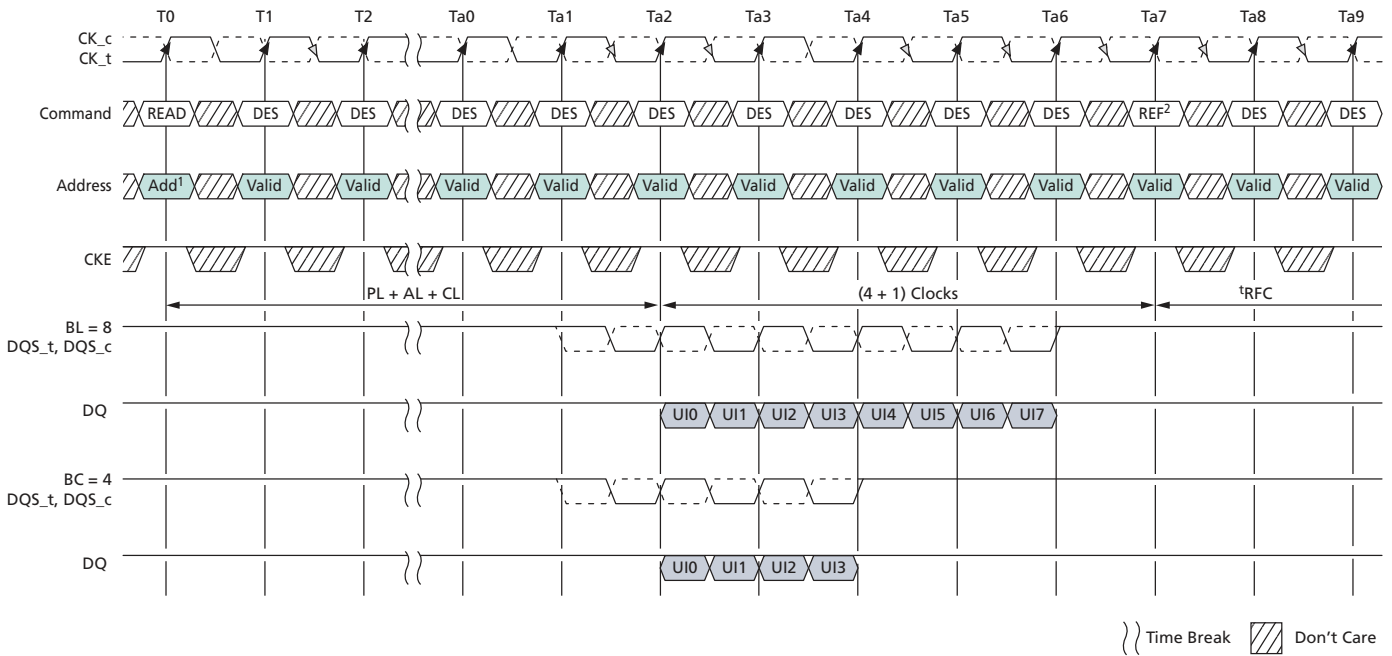 T0 T1 T2 Ta0 Ta1 Ta2 Ta3 Ta4 Ta5 Ta6 Ta7 Ta8 Ta9
CK_c
CK_t
Command READ DES DES DES DES DES DES DES DES DES REF² DES DES
Address Add¹ Valid Valid Valid Valid Valid Valid Valid Valid Valid Valid Valid Valid
CKE
PL + AL + CL (4 + 1) Clocks ᵗRFC
BL = 8
DQS_t, DQS_c
DQ UI0 UI1 UI2 UI3 UI4 UI5 UI6 UI7
BC = 4
DQS_t, DQS_c
DQ UI0 UI1 UI2 UI3
Time Break Don't Care